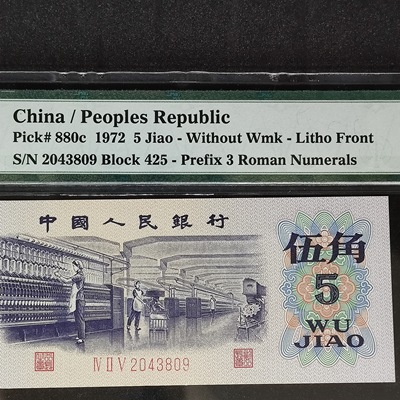 China / Peoples Republic
Pick# 880c 1972 5 Jiao - Without Wmk - Litho Front
S/N 2043809 Block 425 - Prefix 3 Roman Numerals
中國人民銀行
伍角
5
WU
JIAO
IV II V 2043809